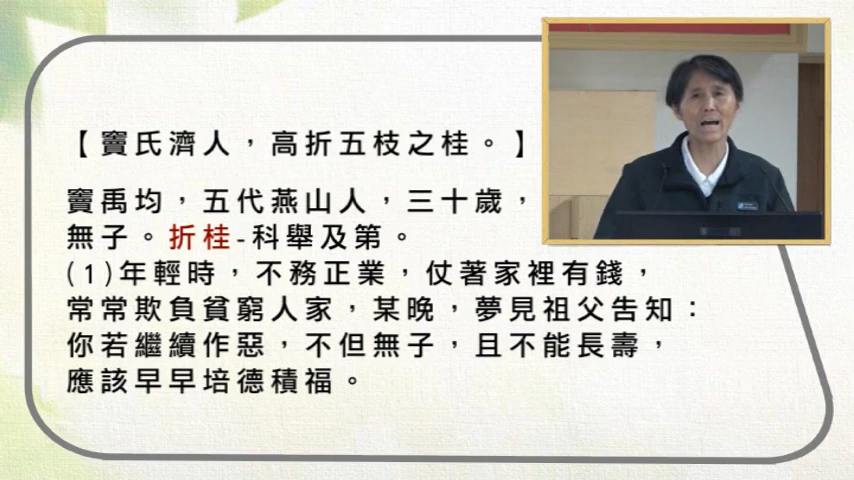 【竇氏濟人，高折五枝之桂。】
竇禹均，五代燕山人，三十歲，
無子。折桂-科舉及第。
(1)年輕時，不務正業，仗著家裡有錢，
常常欺負貧窮人家，某晚，夢見祖父告知：
你若繼續作惡，不但無子，且不能長壽，
應該早早培德積福。